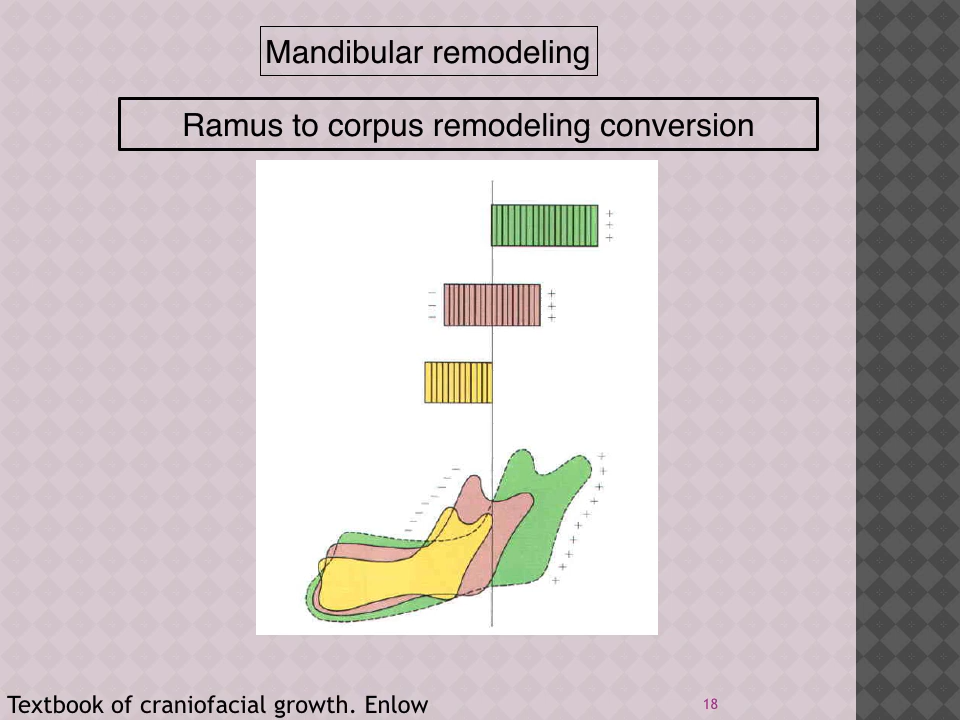 Mandibular remodeling
Ramus to corpus remodeling conversion
+
+
+
– +
– +
– +
Textbook of craniofacial growth. Enlow
18